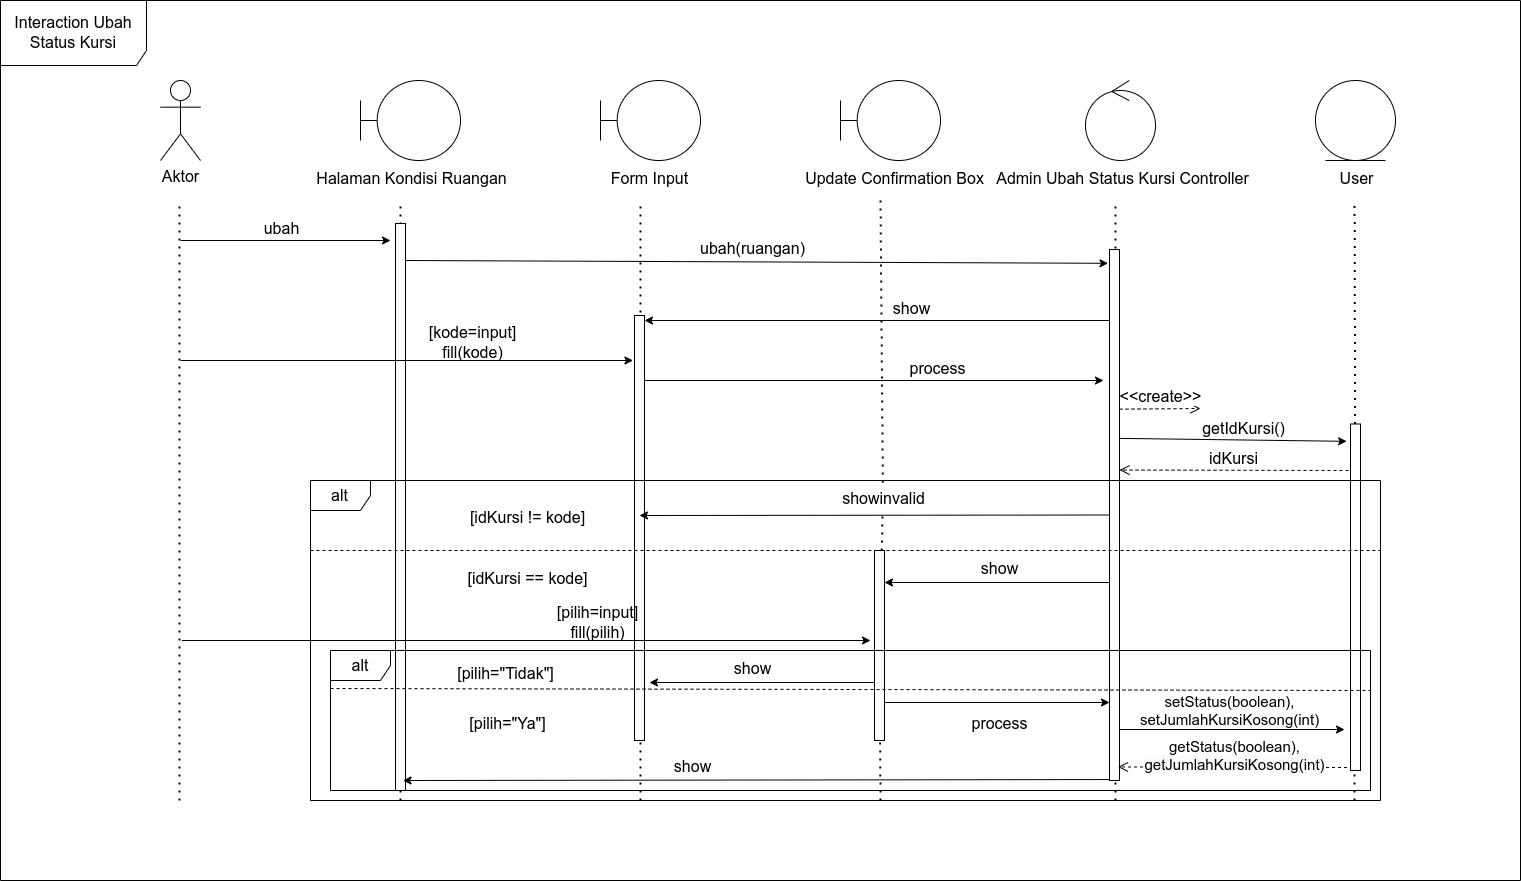 Interaction Ubah
Status Kursi
Aktor
Halaman Kondisi Ruangan
Form Input
Update Confirmation Box
Admin Ubah Status Kursi Controller
User
ubah
ubah(ruangan)
show
[kode=input]
fill(kode)
process
<<create>>
getIdKursi()
idKursi
alt
showinvalid
[idKursi != kode]
[idKursi == kode]
show
[pilih=input]
fill(pilih)
alt
[pilih="Tidak"]
show
[pilih="Ya"]
process
setStatus(boolean),
setJumlahKursiKosong(int)
getStatus(boolean),
getJumlahKursiKosong(int)
show